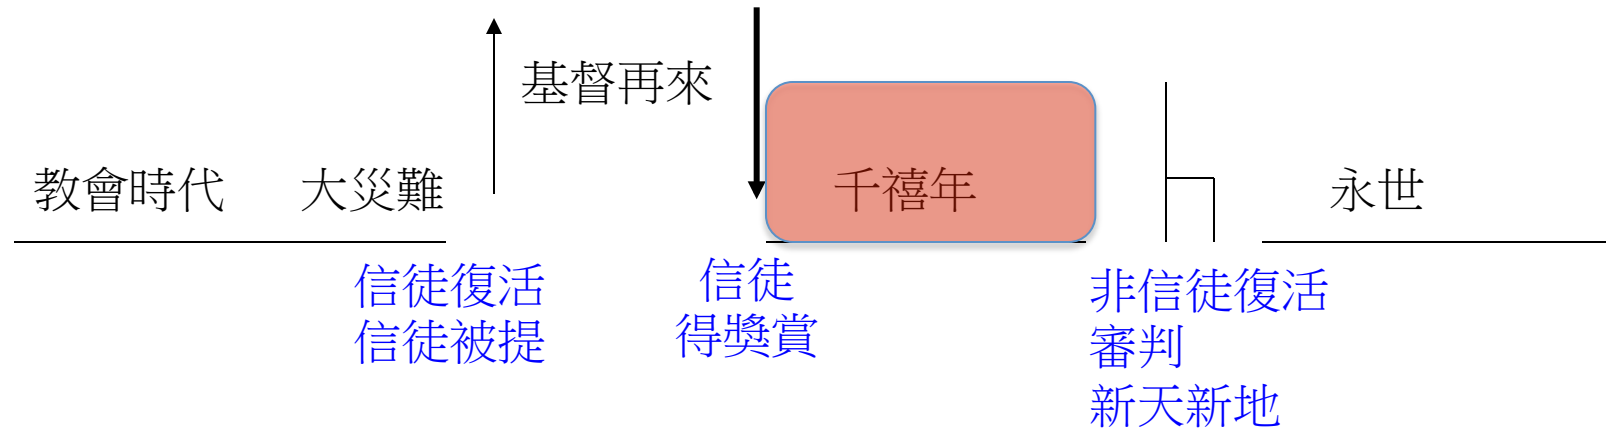 基督再來
教會時代
大災難
千禧年
永世
信徒復活
信徒被提
信徒
得獎賞
非信徒復活
審判
新天新地